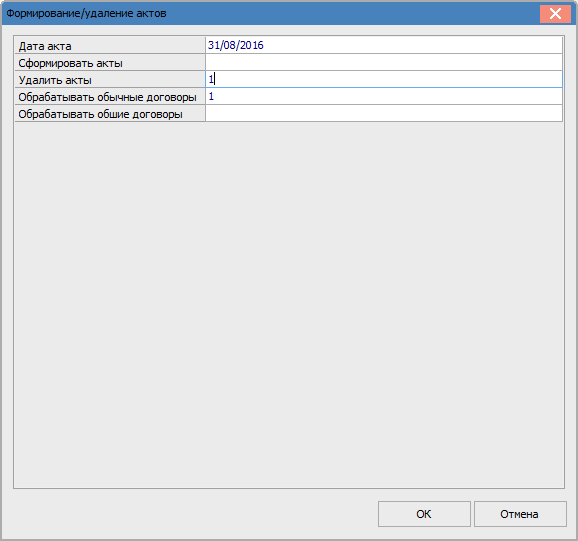 Формирование/удаление актов
Дата акта 31/08/2016
Сформировать акты
Удалить акты 1
Обрабатывать обычные договоры 1
Обрабатывать обшие договоры
OK Отмена